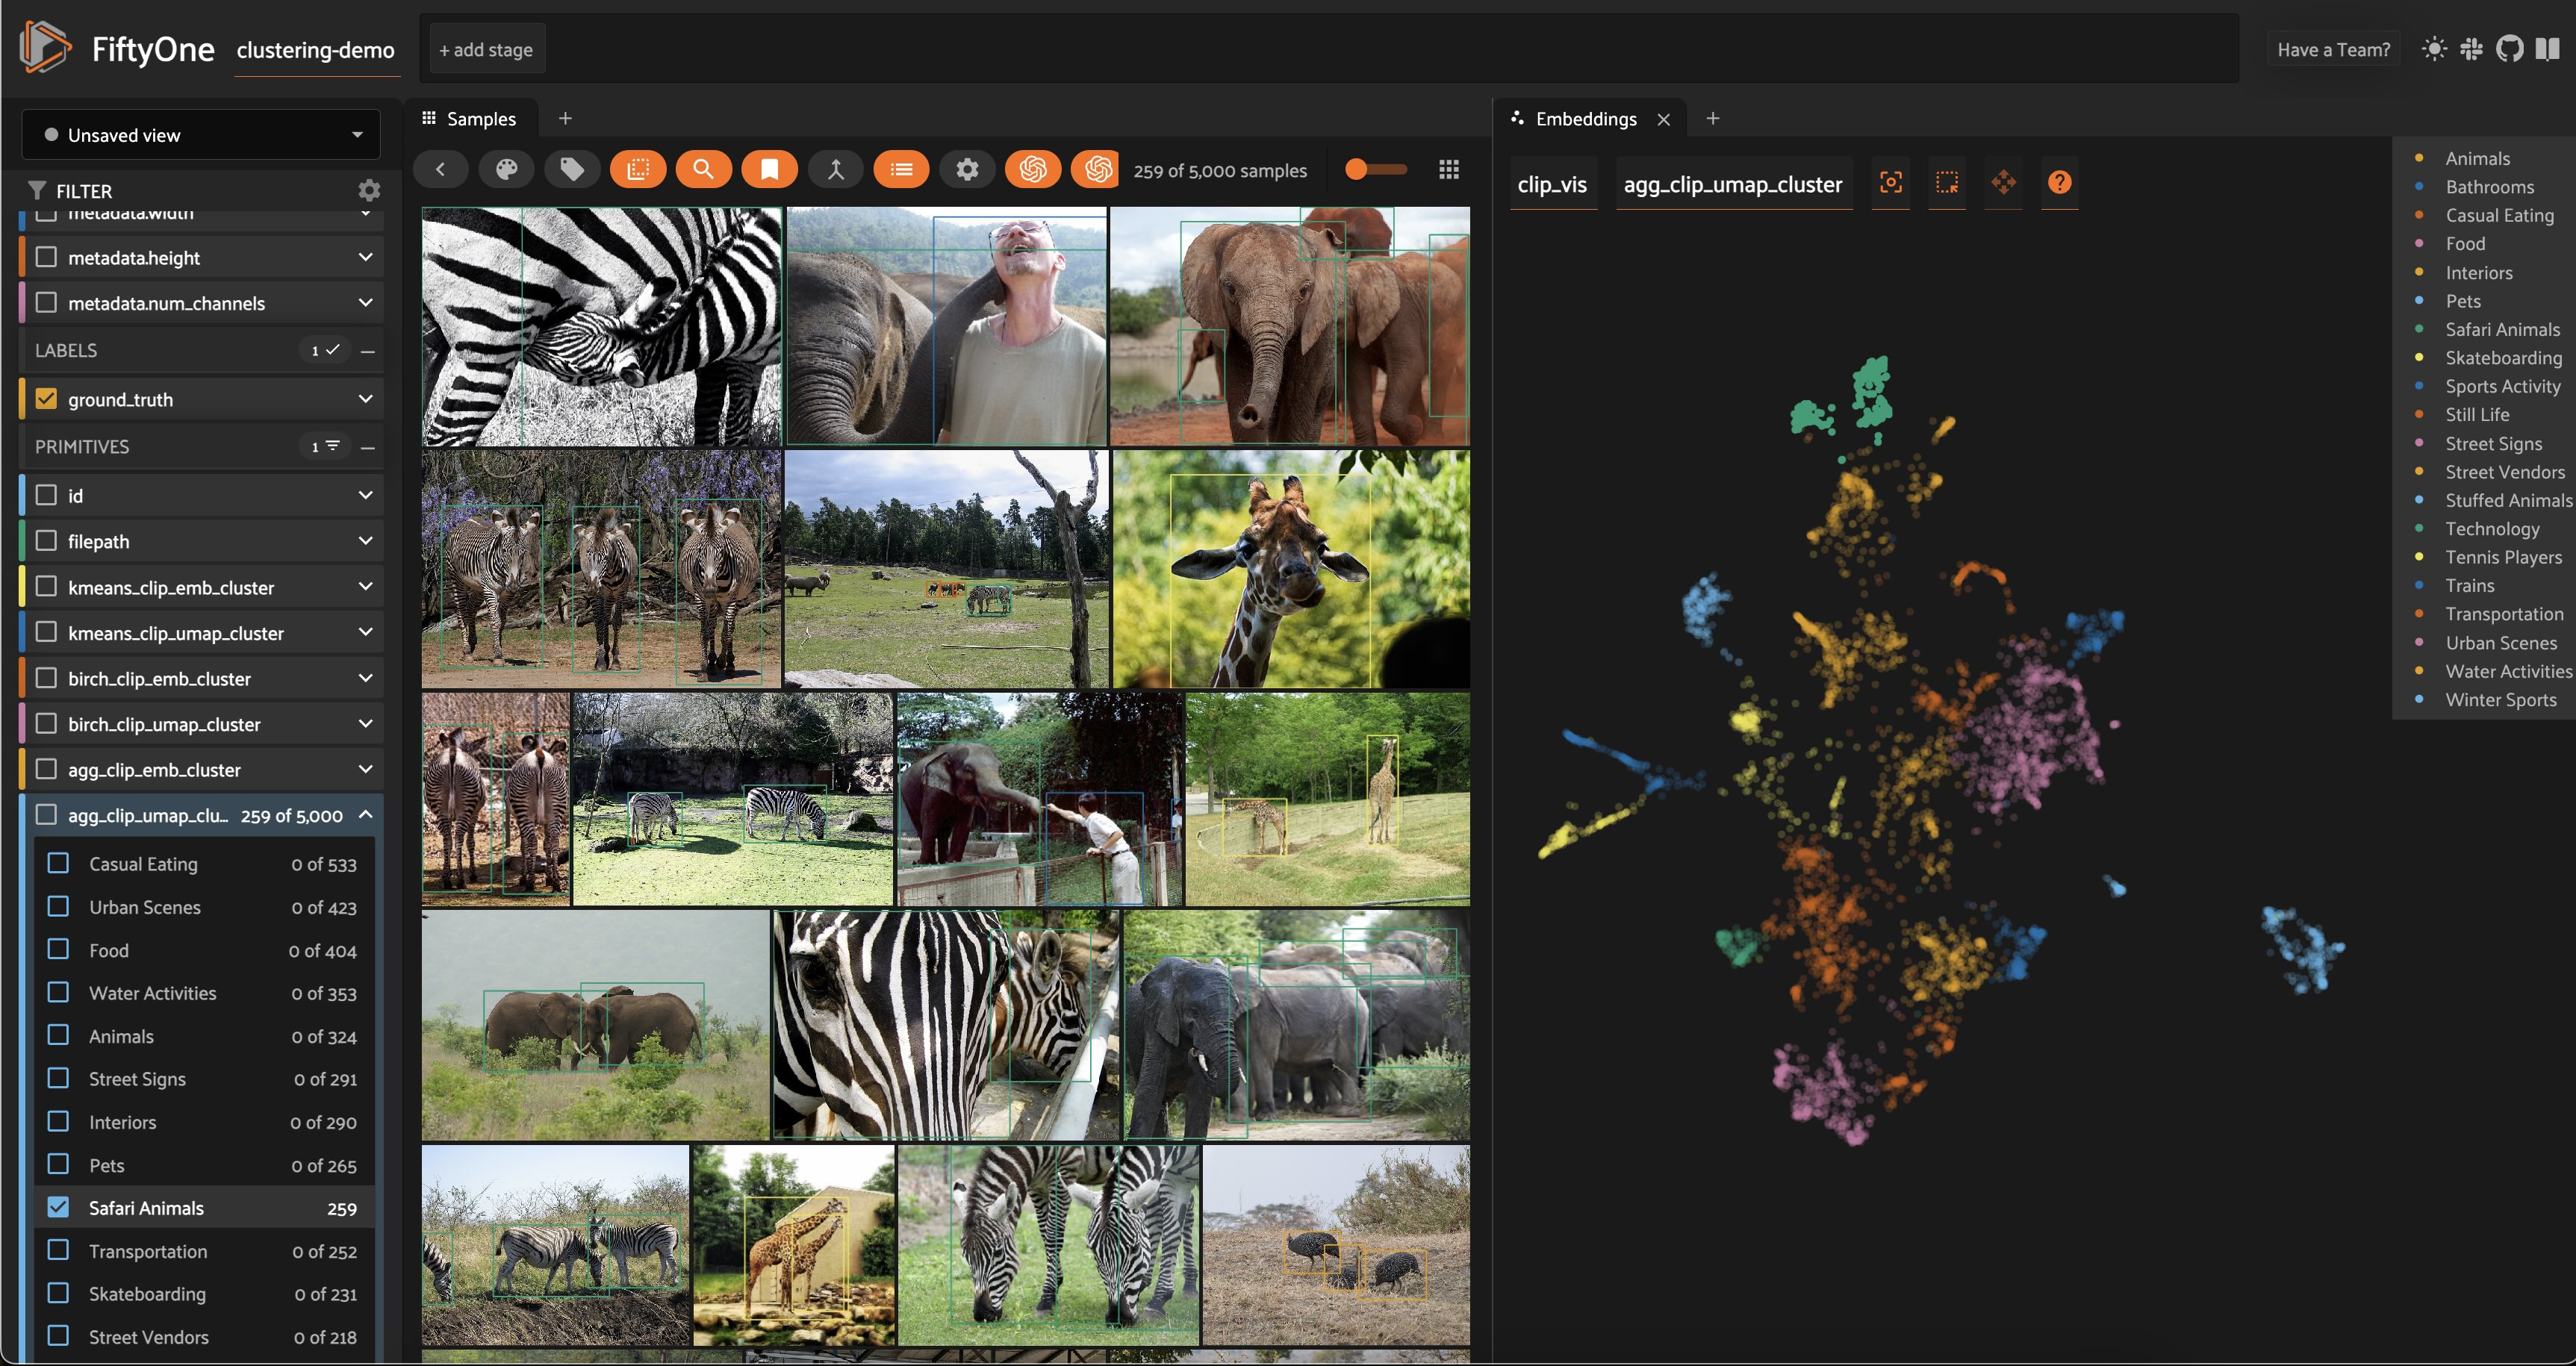 FiftyOne
clustering-demo
+ add stage
Have a Team?
Unsaved view
FILTER
metadata.width
metadata.height
metadata.num_channels
LABELS
1
ground_truth
PRIMITIVES
1
id
filepath
kmeans_clip_emb_cluster
kmeans_clip_umap_cluster
birch_clip_emb_cluster
birch_clip_umap_cluster
agg_clip_emb_cluster
agg_clip_umap_clu... 259 of 5,000
Casual Eating 0 of 533
Urban Scenes 0 of 423
Food 0 of 404
Water Activities 0 of 353
Animals 0 of 324
Street Signs 0 of 291
Interiors 0 of 290
Pets 0 of 265
Safari Animals 259
Transportation 0 of 252
Skateboarding 0 of 231
Street Vendors 0 of 218
Samples +
259 of 5,000 samples
Embeddings × +
clip_vis
agg_clip_umap_cluster
?
Animals
Bathrooms
Casual Eating
Food
Interiors
Pets
Safari Animals
Skateboarding
Sports Activity
Still Life
Street Signs
Street Vendors
Stuffed Animals
Technology
Tennis Players
Trains
Transportation
Urban Scenes
Water Activities
Winter Sports